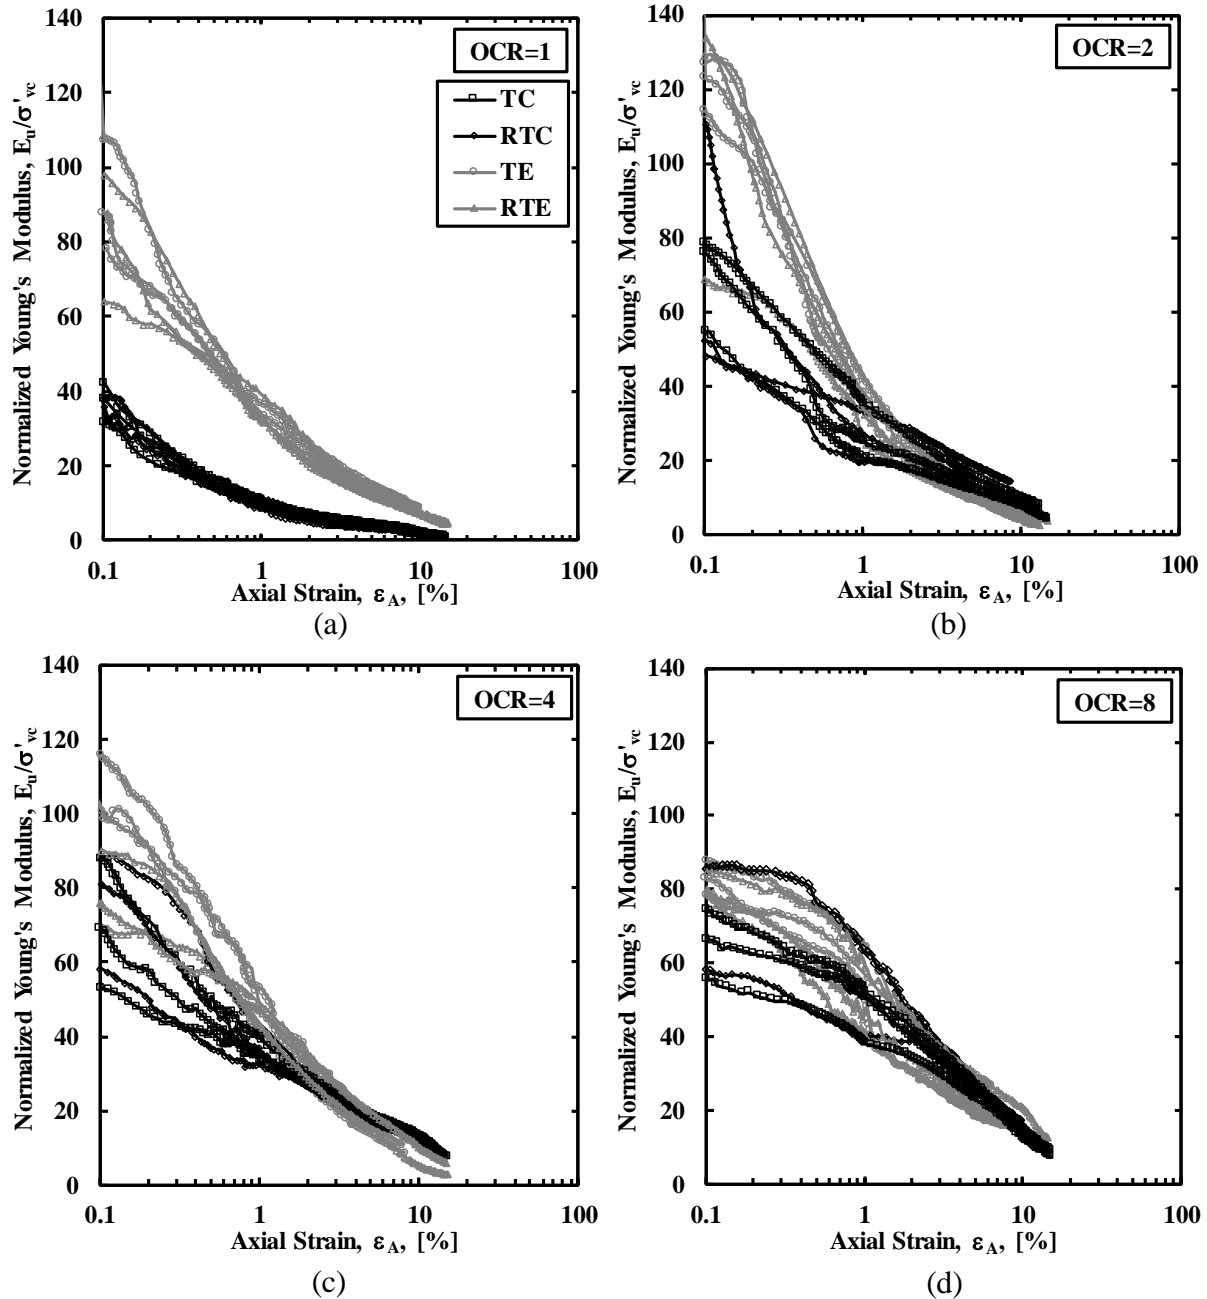 140
120
100
80
60
40
20
0
Normalized Young's Modulus, Eu/σ'vc
OCR=1
TC
RTC
TE
RTE
0.1 1 10 100
Axial Strain, εA, [%]
(a)
140
120
100
80
60
40
20
0
Normalized Young's Modulus, Eu/σ'vc
OCR=2
0.1 1 10 100
Axial Strain, εA, [%]
(b)
140
120
100
80
60
40
20
0
Normalized Young's Modulus, Eu/σ'vc
OCR=4
0.1 1 10 100
Axial Strain, εA, [%]
(c)
140
120
100
80
60
40
20
0
Normalized Young's Modulus, Eu/σ'vc
OCR=8
0.1 1 10 100
Axial Strain, εA, [%]
(d)